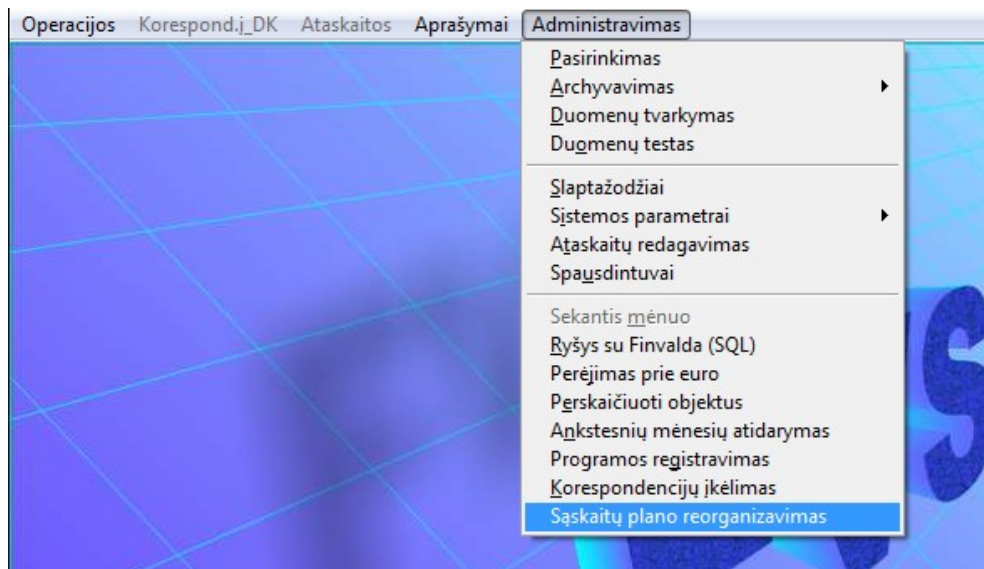 Operacijos Korespond.į_DK Ataskaitos Aprašymai Administravimas
Pasirinkimas
Archyvavimas
Duomenų tvarkymas
Duomenų testas
Slaptažodžiai
Sistemos parametrai
Ataskaitų redagavimas
Spausdintuvai
Sekantis mėnuo
Ryšys su Finvalda (SQL)
Perėjimas prie euro
Perskaičiuoti objektus
Ankstesnių mėnesių atidarymas
Programos registravimas
Korespondencijų įkėlimas
Sąskaitų plano reorganizavimas